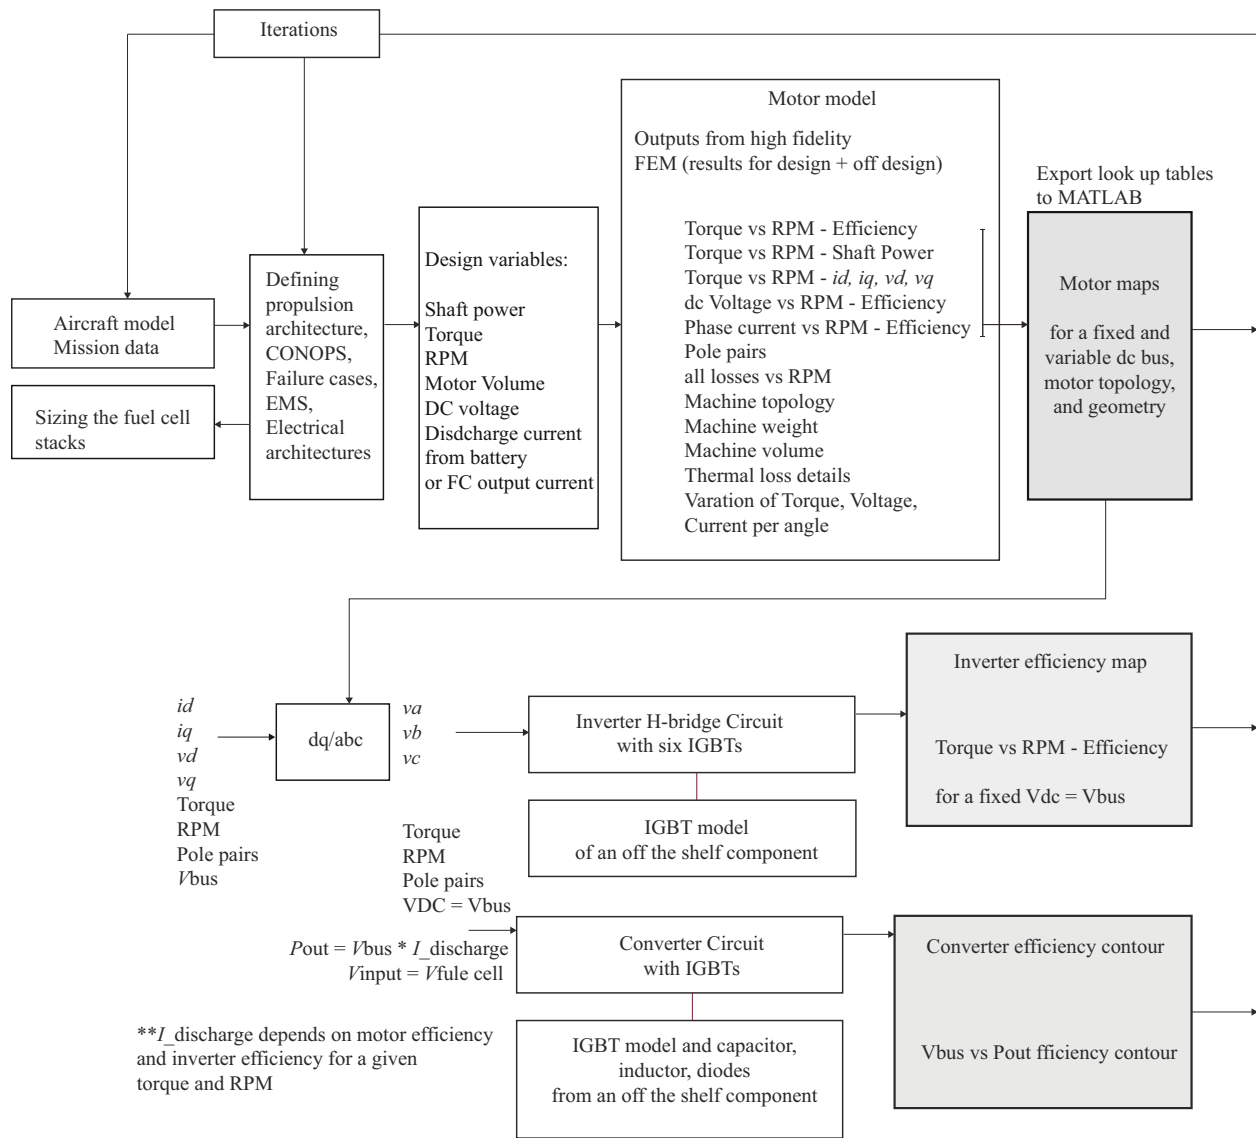 Iterations
Motor model
Outputs from high fidelity
FEM (results for design + off design)
Torque vs RPM - Efficiency
Torque vs RPM - Shaft Power
Torque vs RPM - id, iq, vd, vq
dc Voltage vs RPM - Efficiency
Phase current vs RPM - Efficiency
Pole pairs
all losses vs RPM
Machine topology
Machine weight
Machine volume
Thermal loss details
Varation of Torque, Voltage,
Current per angle
Export look up tables
to MATLAB
Motor maps
for a fixed and
variable dc bus,
motor topology,
and geometry
Design variables:
Shaft power
Torque
RPM
Motor Volume
DC voltage
Disdcharge current
from battery
or FC output current
Defining
propulsion
architecture,
CONOPS,
Failure cases,
EMS,
Electrical
architectures
Aircraft model
Mission data
Sizing the fuel cell
stacks
id
iq
vd
vq
Torque
RPM
Pole pairs
Vbus
dq/abc
va
vb
vc
Torque
RPM
Pole pairs
VDC = Vbus
Inverter H-bridge Circuit
with six IGBTs
IGBT model
of an off the shelf component
Inverter efficiency map
Torque vs RPM - Efficiency
for a fixed Vdc = Vbus
Pout = Vbus * I_discharge
Vinput = Vfule cell
Converter Circuit
with IGBTs
IGBT model and capacitor,
inductor, diodes
from an off the shelf component
Converter efficiency contour
Vbus vs Pout fficiency contour
**I_discharge depends on motor efficiency
and inverter efficiency for a given
torque and RPM